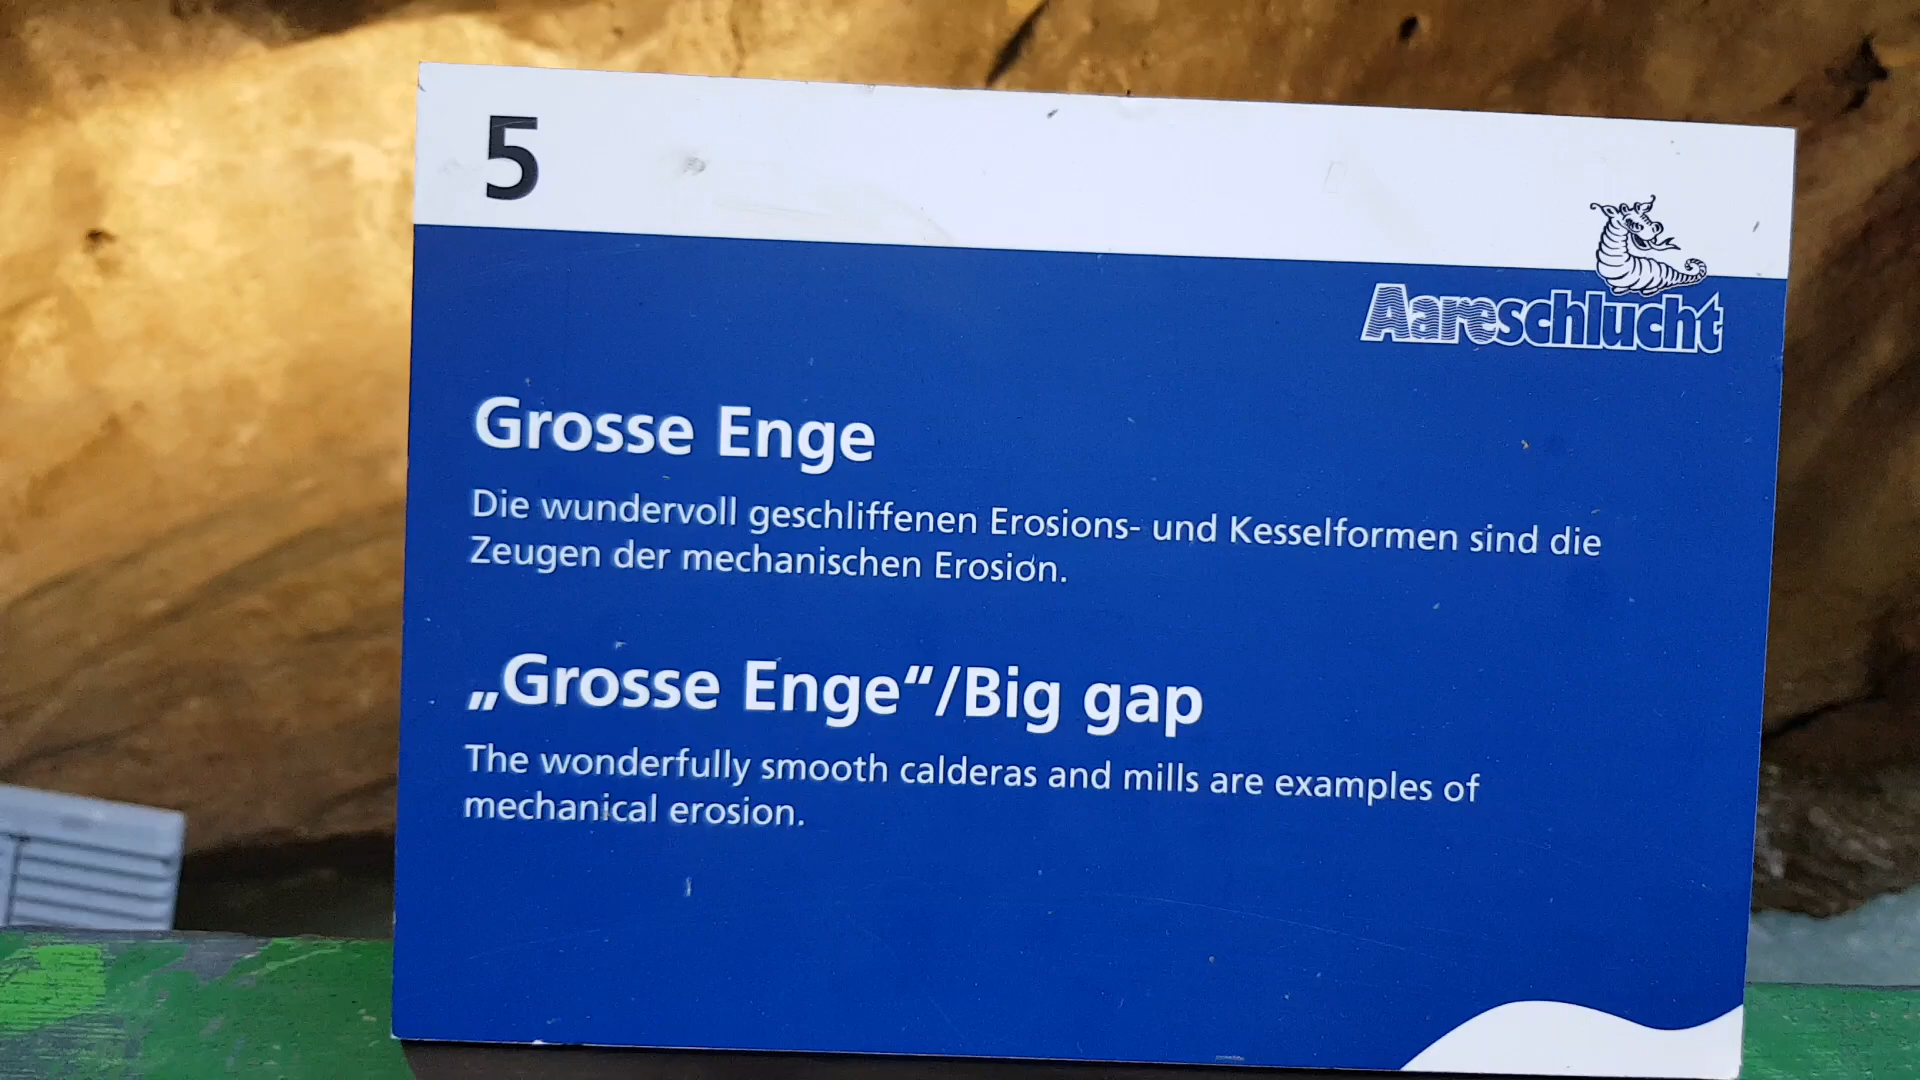 5
Aareschlucht
Grosse Enge
Die wundervoll geschliffenen Erosions- und Kesselformen sind die
Zeugen der mechanischen Erosion.
„Grosse Enge“/Big gap
The wonderfully smooth calderas and mills are examples of
mechanical erosion.